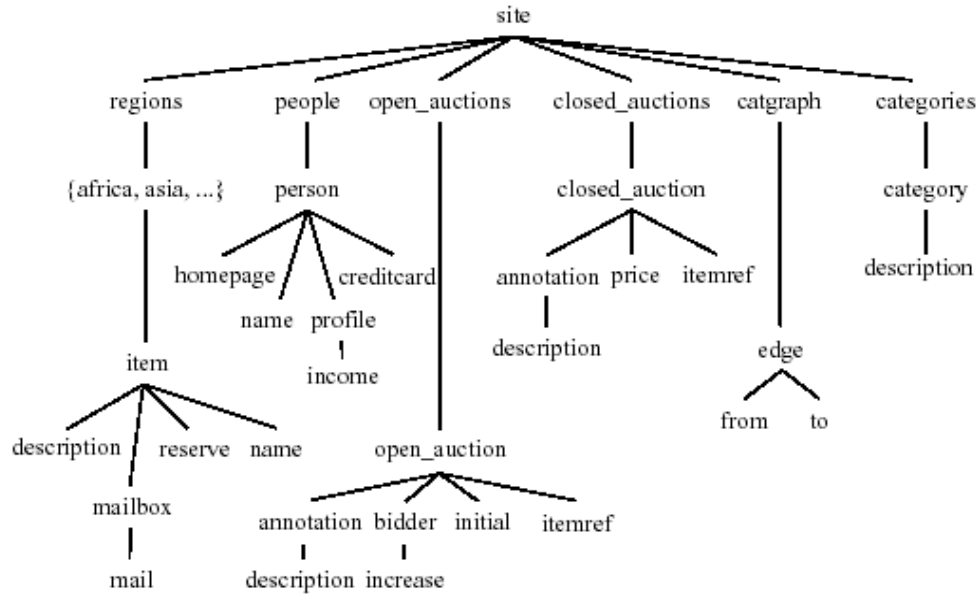 site
regions people open_auctions closed_auctions catgraph categories
{africa, asia, ...} person closed_auction category
homepage creditcard annotation price itemref description
name profile
description edge
item income
from to
description reserve name open_auction
mailbox
annotation bidder initial itemref
mail description increase